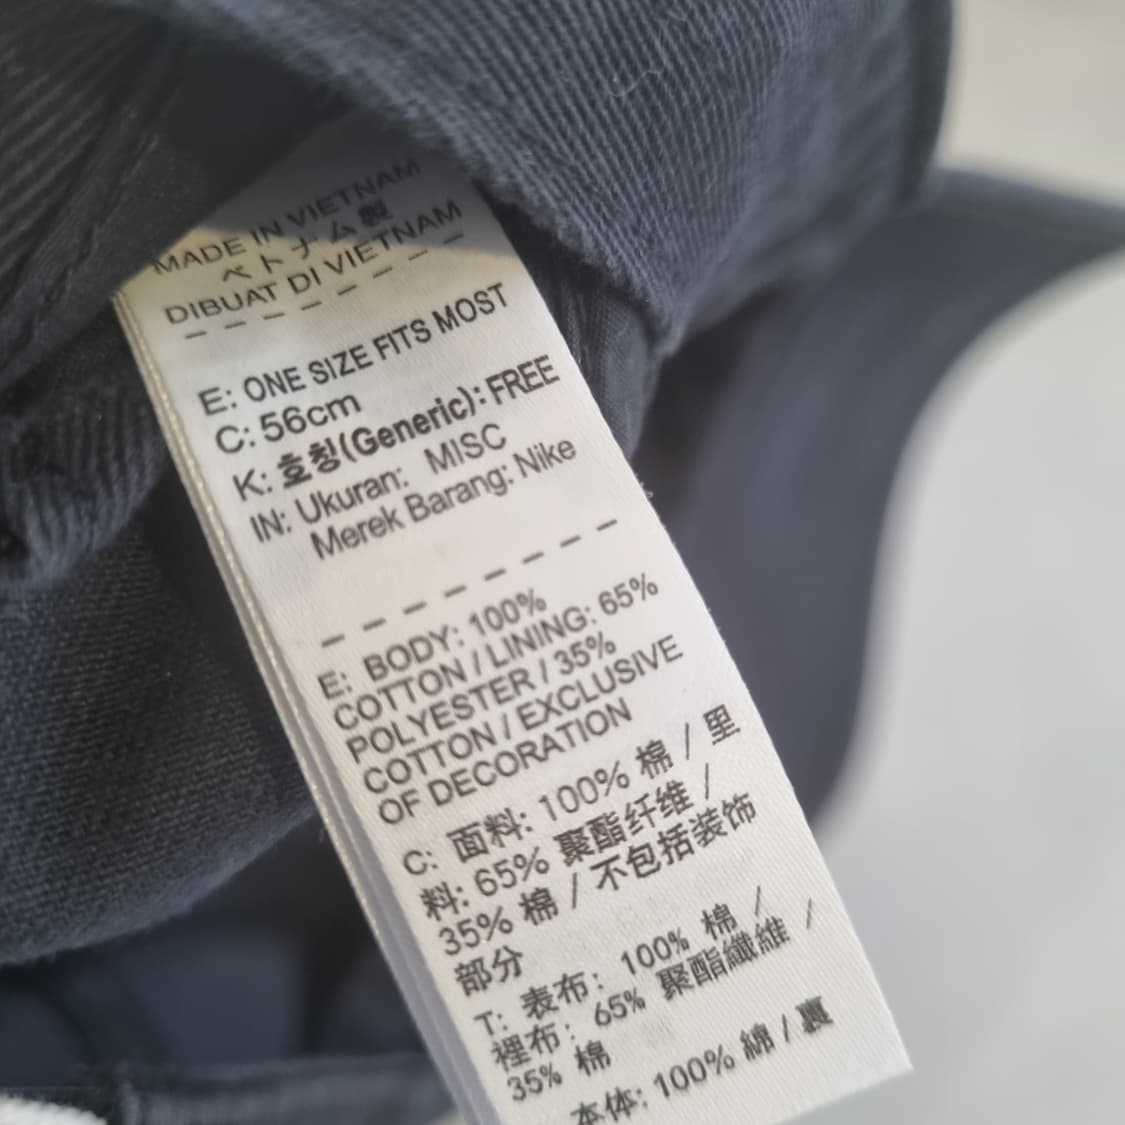 MADE IN VIETNAM
ベトナム製
DIBUAT DI VIETNAM
E: ONE SIZE FITS MOST
C: 56cm
K: 호칭(Generic): FREE
IN: Ukuran: MISC
Merek Barang: Nike
E: BODY: 100%
COTTON / LINING: 65%
POLYESTER / 35%
COTTON / EXCLUSIVE
OF DECORATION
C: 面料: 100% 棉 / 里
料: 65% 聚酯纤维 /
35% 棉 / 不包括装饰
部分
T: 表布: 100% 棉 /
裡布: 65% 聚酯纖維 /
35% 棉
本体: 100% 綿 / 裏